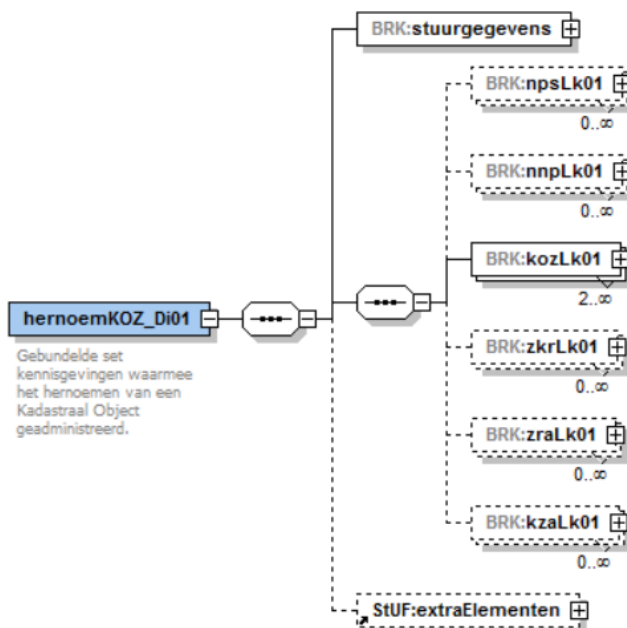 BRK:stuurgegevens
BRK:npsLk01
0..∞
BRK:nnpLk01
0..∞
BRK:kozLk01
2..∞
hernoemKOZ_Di01
Gebundelde set
kennisgevingen waarmee
het hernoemen van een
Kadastraal Object
geadministreerd.
BRK:zkrLk01
0..∞
BRK:zraLk01
0..∞
BRK:kzaLk01
0..∞
StUF:extraElementen